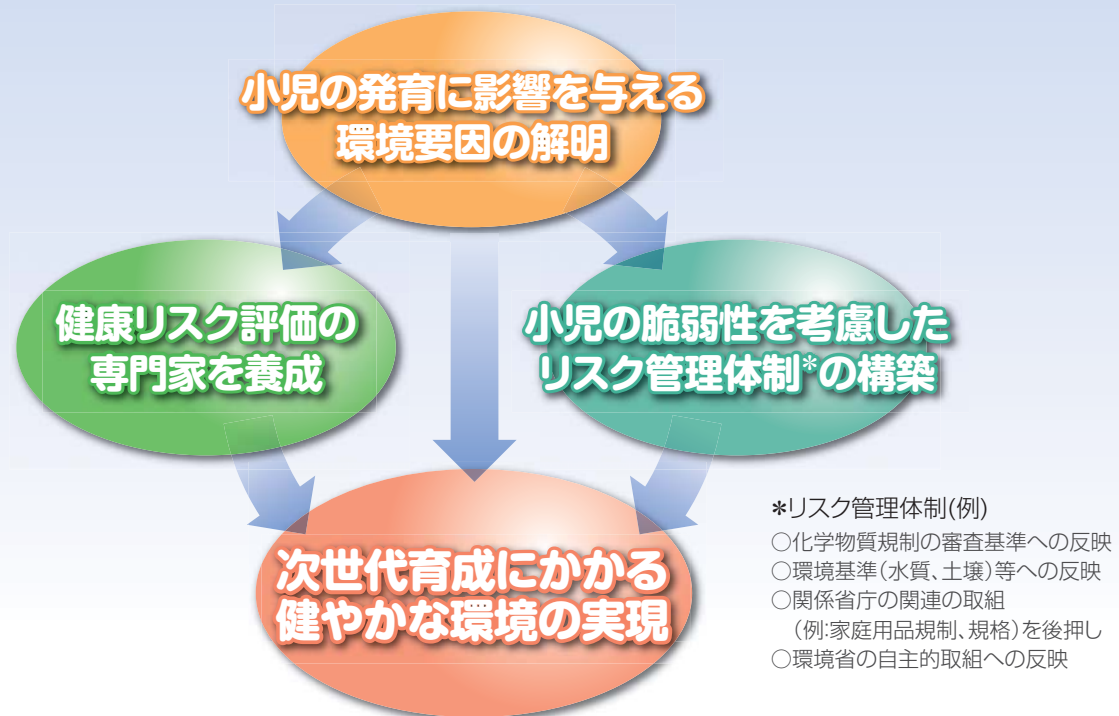 小児の発育に影響を与える
環境要因の解明
健康リスク評価の
専門家を養成
小児の脆弱性を考慮した
リスク管理体制*の構築
次世代育成にかかる
健やかな環境の実現
*リスク管理体制(例)
○化学物質規制の審査基準への反映
○環境基準(水質、土壌)等への反映
○関係省庁の関連の取組
(例:家庭用品規制、規格)を後押し
○環境省の自主的取組への反映